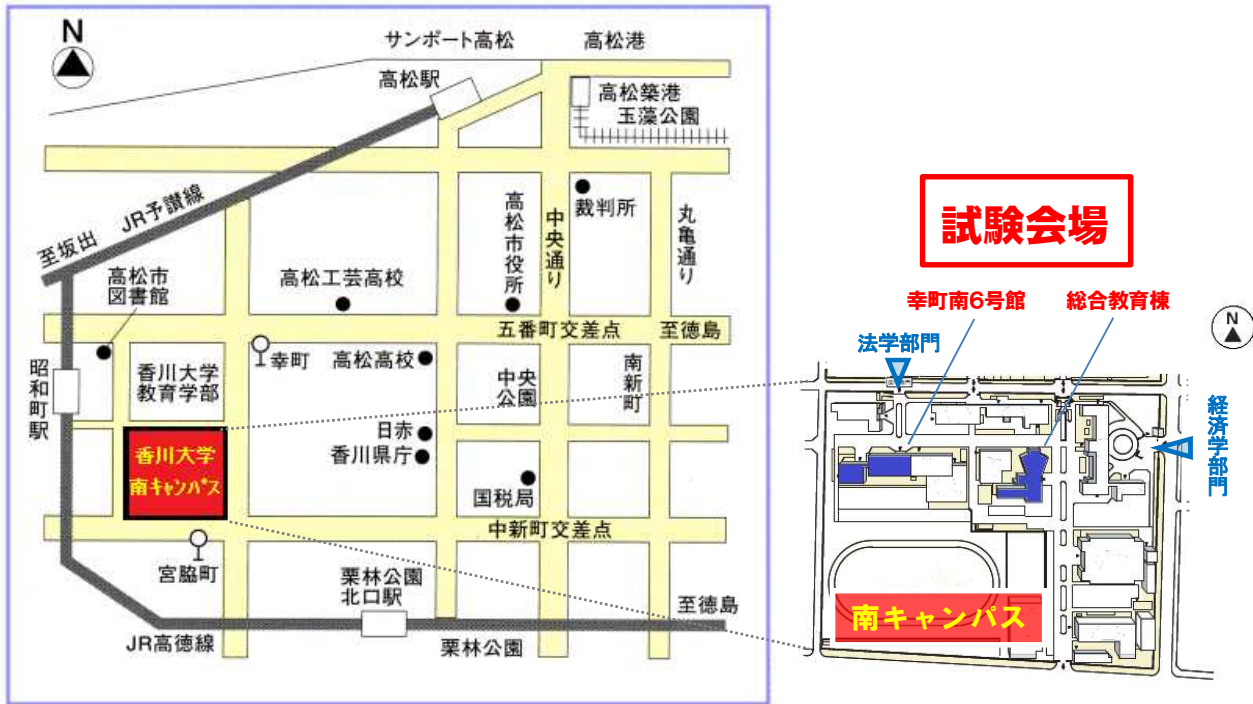 N
サンポート高松
高松港
高松駅
高松築港
玉藻公園
JR予讃線
至坂出
裁判所
高松市役所
中央通り
丸亀通り
高松市
図書館
高松工芸高校
五番町交差点
至徳島
幸町
高松高校
香川大学
教育学部
中央
公園
南新町
昭和町駅
日赤
香川県庁
香川大学
南キャンパス
国税局
中新町交差点
宮脇町
栗林公園
北口駅
至徳島
JR高徳線
栗林公園
試験会場
幸町南6号館
総合教育棟
N
法学部門
経済学部門
南キャンパス